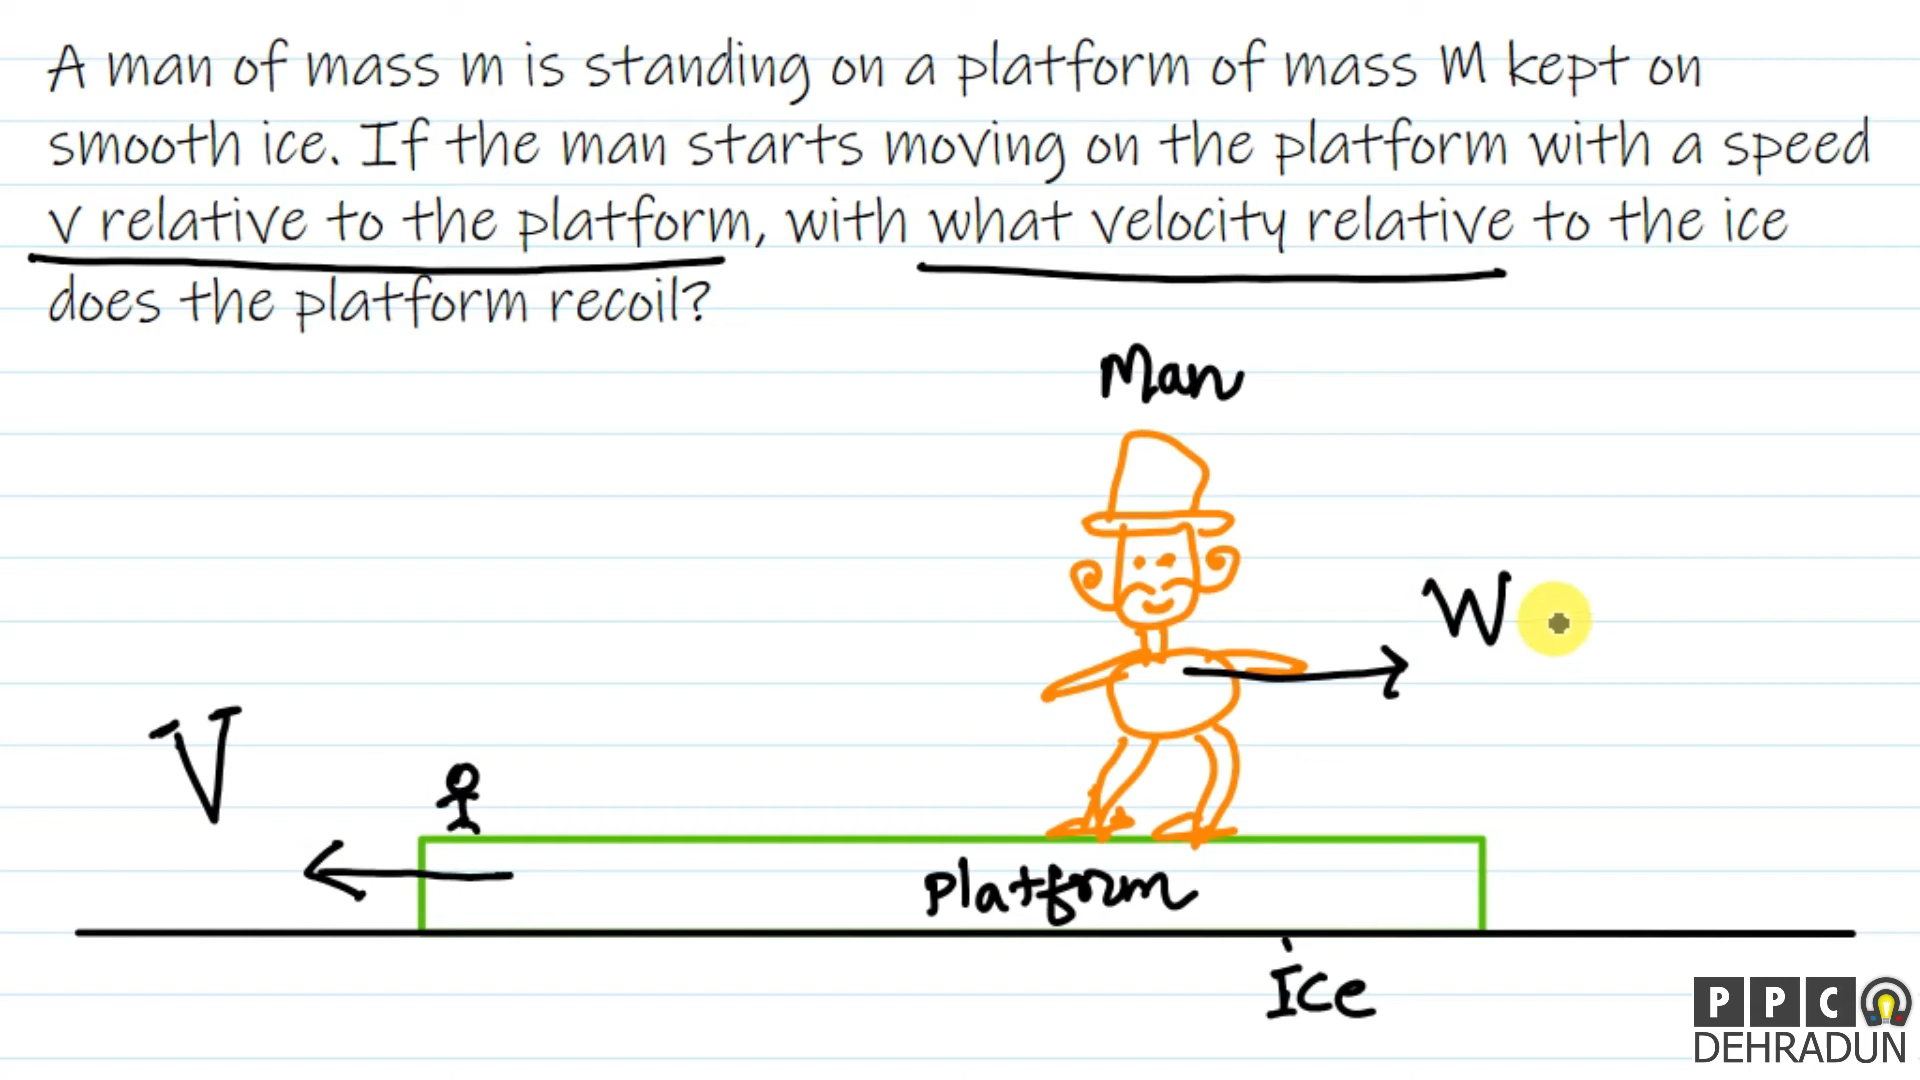 A man of mass m is standing on a platform of mass M kept on
smooth ice. If the man starts moving on the platform with a speed
v relative to the platform, with what velocity relative to the ice
does the platform recoil?
Man
W
V
Platform
Ice
PPC
DEHRADUN